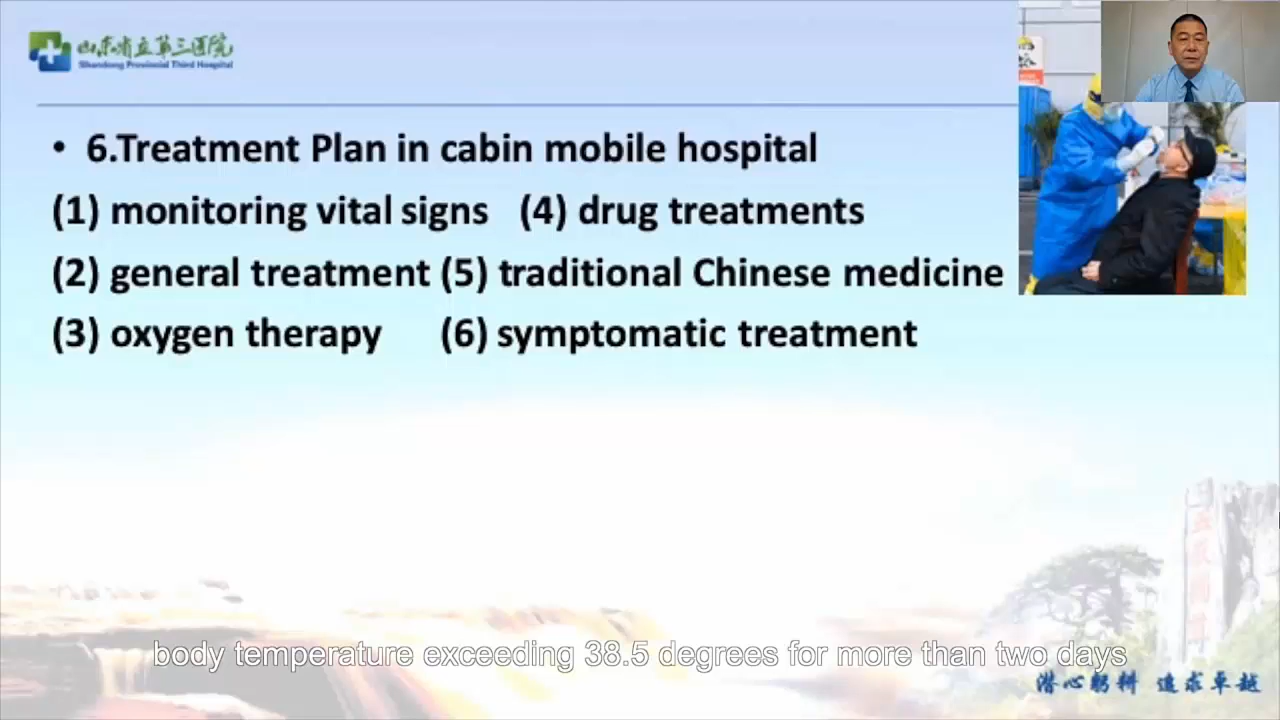 山东省立第三医院
Shandong Provincial Third Hospital
• 6.Treatment Plan in cabin mobile hospital
(1) monitoring vital signs (4) drug treatments
(2) general treatment (5) traditional Chinese medicine
(3) oxygen therapy (6) symptomatic treatment
body temperature exceeding 38.5 degrees for more than two days
潜心躬耕 追求卓越